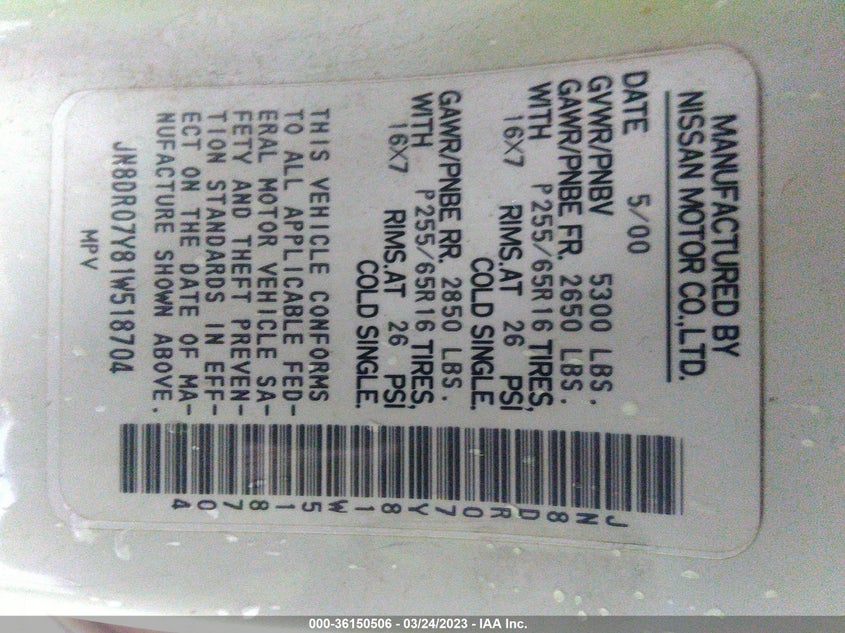 MANUFACTURED BY
NISSAN MOTOR CO.,LTD.
DATE 5/00
GVWR/PNBV 5300 LBS.
GAWR/PNBE FR. 2650 LBS.
WITH P255/65R16 TIRES,
16X7 RIMS.AT 26 PSI
COLD SINGLE.
GAWR/PNBE RR. 2850 LBS.
WITH P255/65R16 TIRES,
16X7 RIMS.AT 26 PSI
COLD SINGLE.
THIS VEHICLE CONFORMS
TO ALL APPLICABLE FED-
ERAL MOTOR VEHICLE SA-
FETY AND THEFT PREVEN-
TION STANDARDS IN EFF-
ECT ON THE DATE OF MA-
NUFACTURE SHOWN ABOVE.
JN8DR07Y81W518704
MPV
JN8DR07Y81W518704
000-36150506 - 03/24/2023 - IAA Inc.